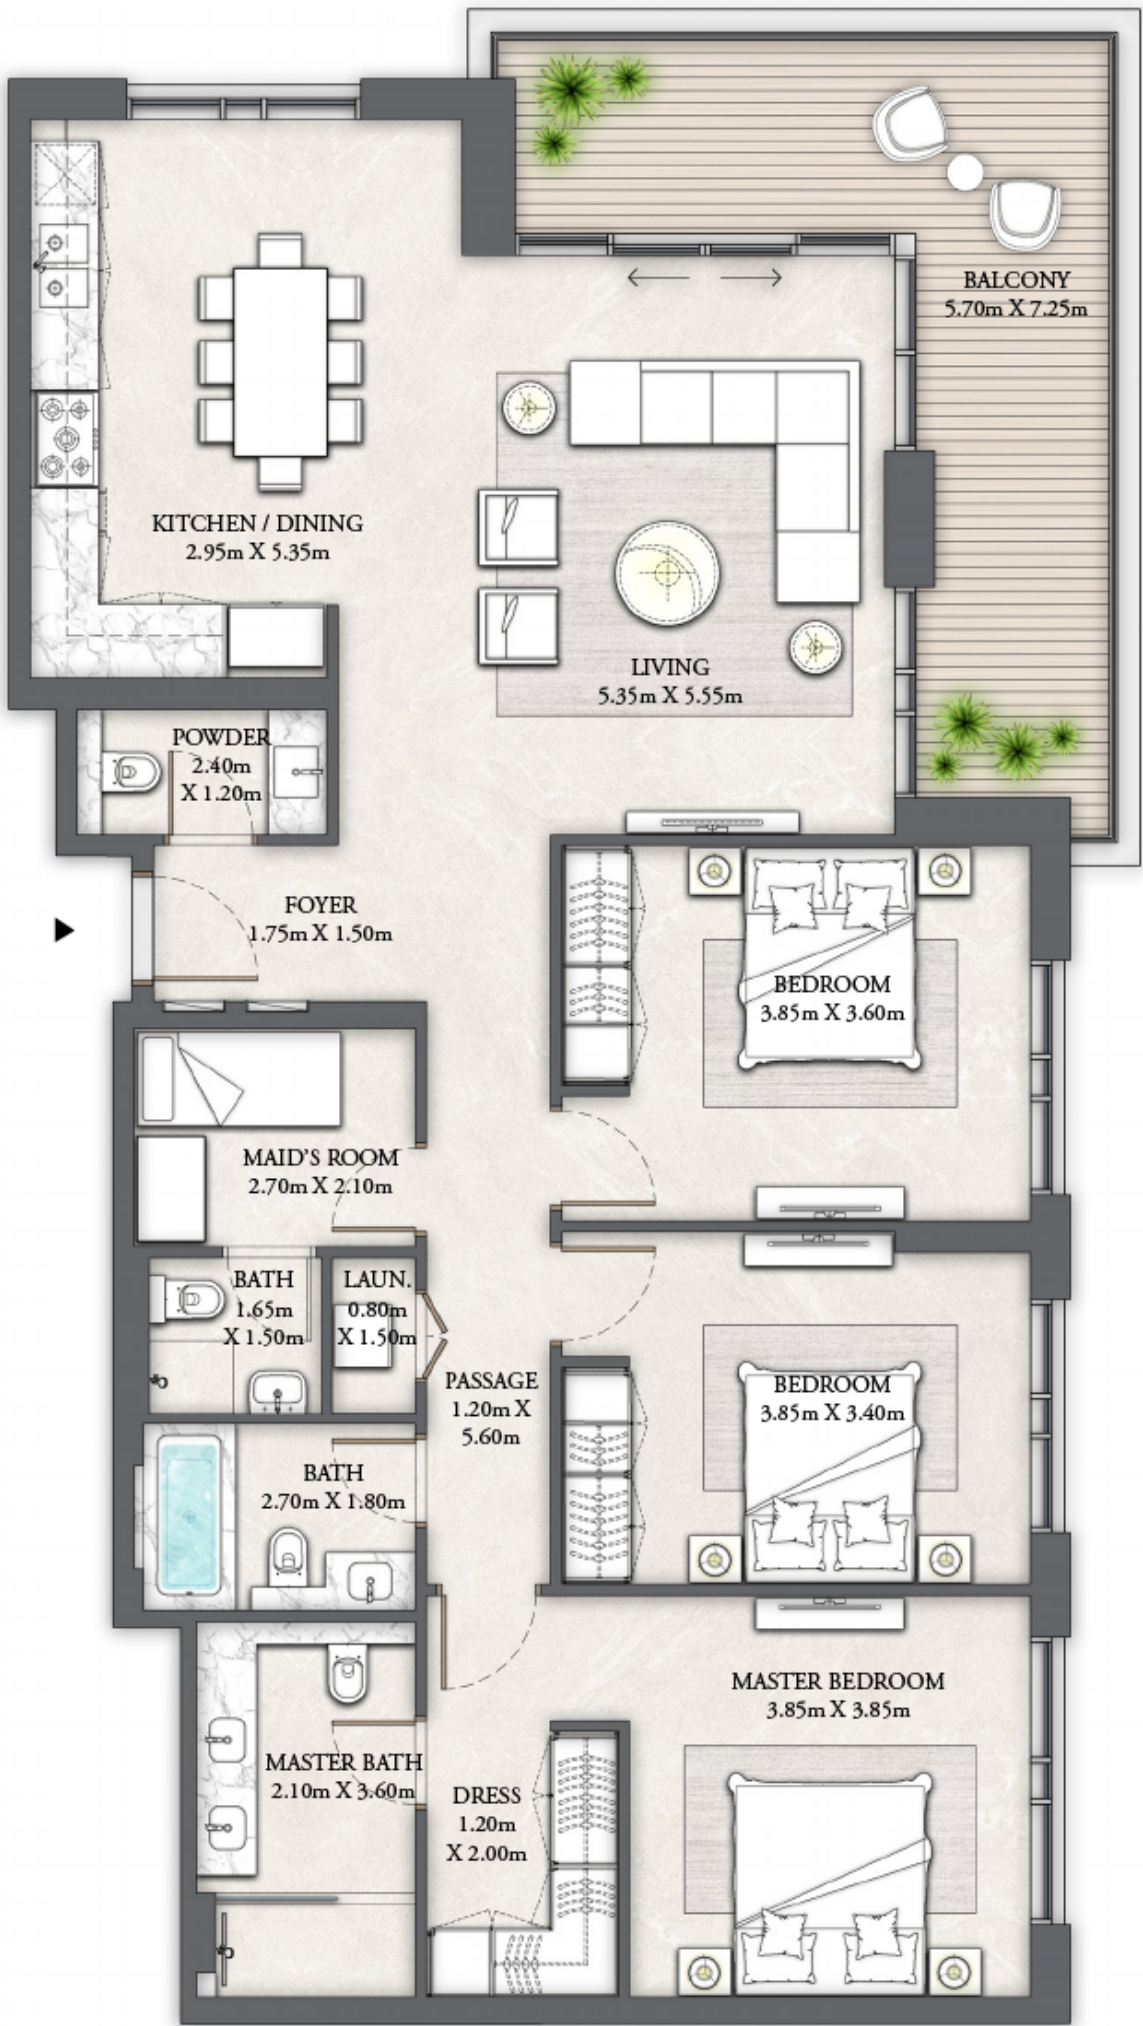 BALCONY
5.70m X 7.25m
KITCHEN / DINING
2.95m X 5.35m
LIVING
5.35m X 5.55m
POWDER
2.40m
X 1.20m
FOYER
1.75m X 1.50m
BEDROOM
3.85m X 3.60m
MAID'S ROOM
2.70m X 2.10m
BATH
1.65m
X 1.50m
LAUN.
0.80m
X 1.50m
PASSAGE
1.20m X
5.60m
BEDROOM
3.85m X 3.40m
BATH
2.70m X 1.80m
MASTER BEDROOM
3.85m X 3.85m
MASTER BATH
2.10m X 3.60m
DRESS
1.20m
X 2.00m